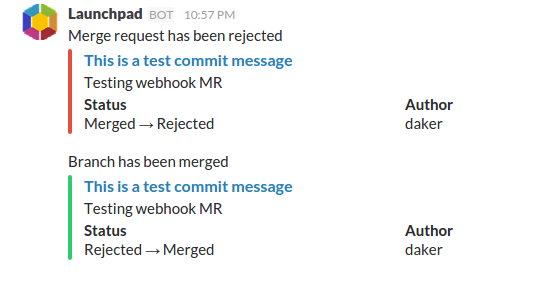 Launchpad BOT 10:57 PM
Merge request has been rejected
This is a test commit message
Testing webhook MR
Status Author
Merged → Rejected daker
Branch has been merged
This is a test commit message
Testing webhook MR
Status Author
Rejected → Merged daker